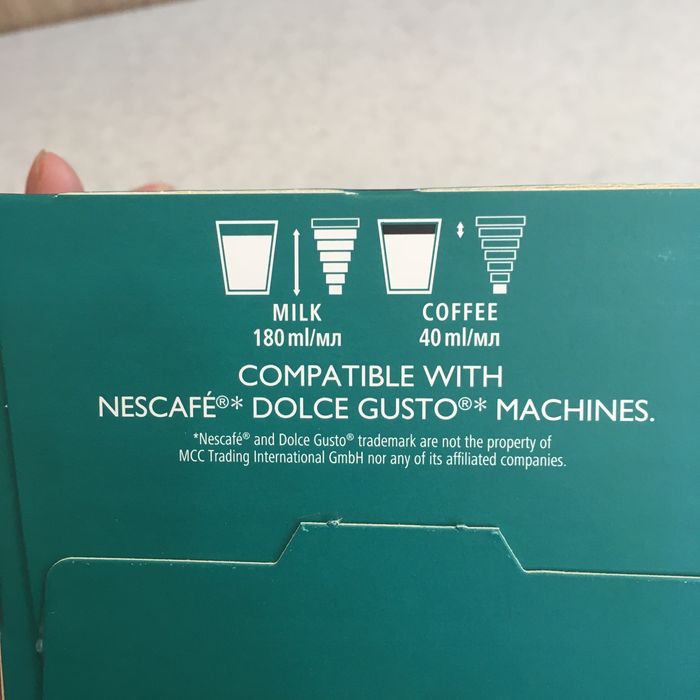 MILK COFFEE
180 ml/мл 40 ml/мл
COMPATIBLE WITH
NESCAFÉ®* DOLCE GUSTO®* MACHINES.
*Nescafé® and Dolce Gusto® trademark are not the property of
MCC Trading International GmbH nor any of its affiliated companies.